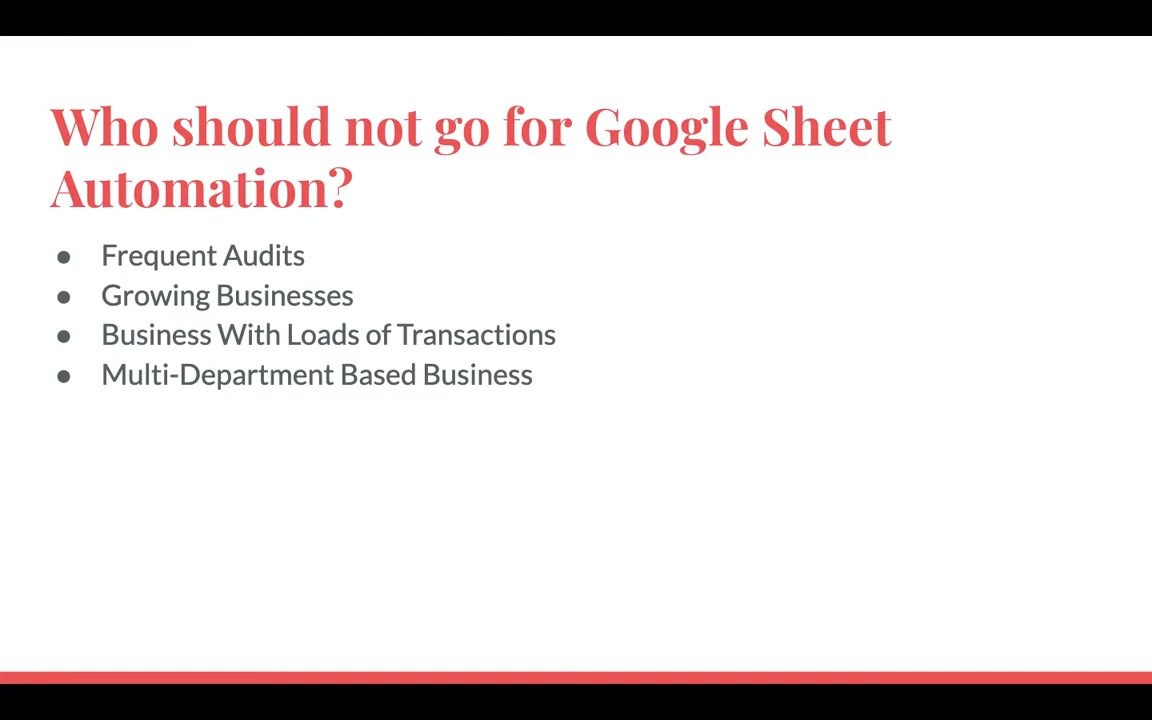 Who should not go for Google Sheet
Automation?
● Frequent Audits
● Growing Businesses
● Business With Loads of Transactions
● Multi-Department Based Business